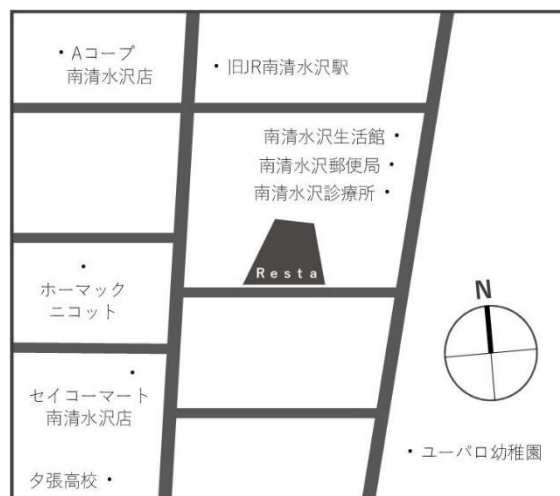 ・Aコープ
南清水沢店
・旧JR南清水沢駅
南清水沢生活館・
南清水沢郵便局・
南清水沢診療所・
Resta
・
ホーマック
ニコット
N
・
セイコーマート
南清水沢店
・ユーパロ幼稚園
夕張高校・